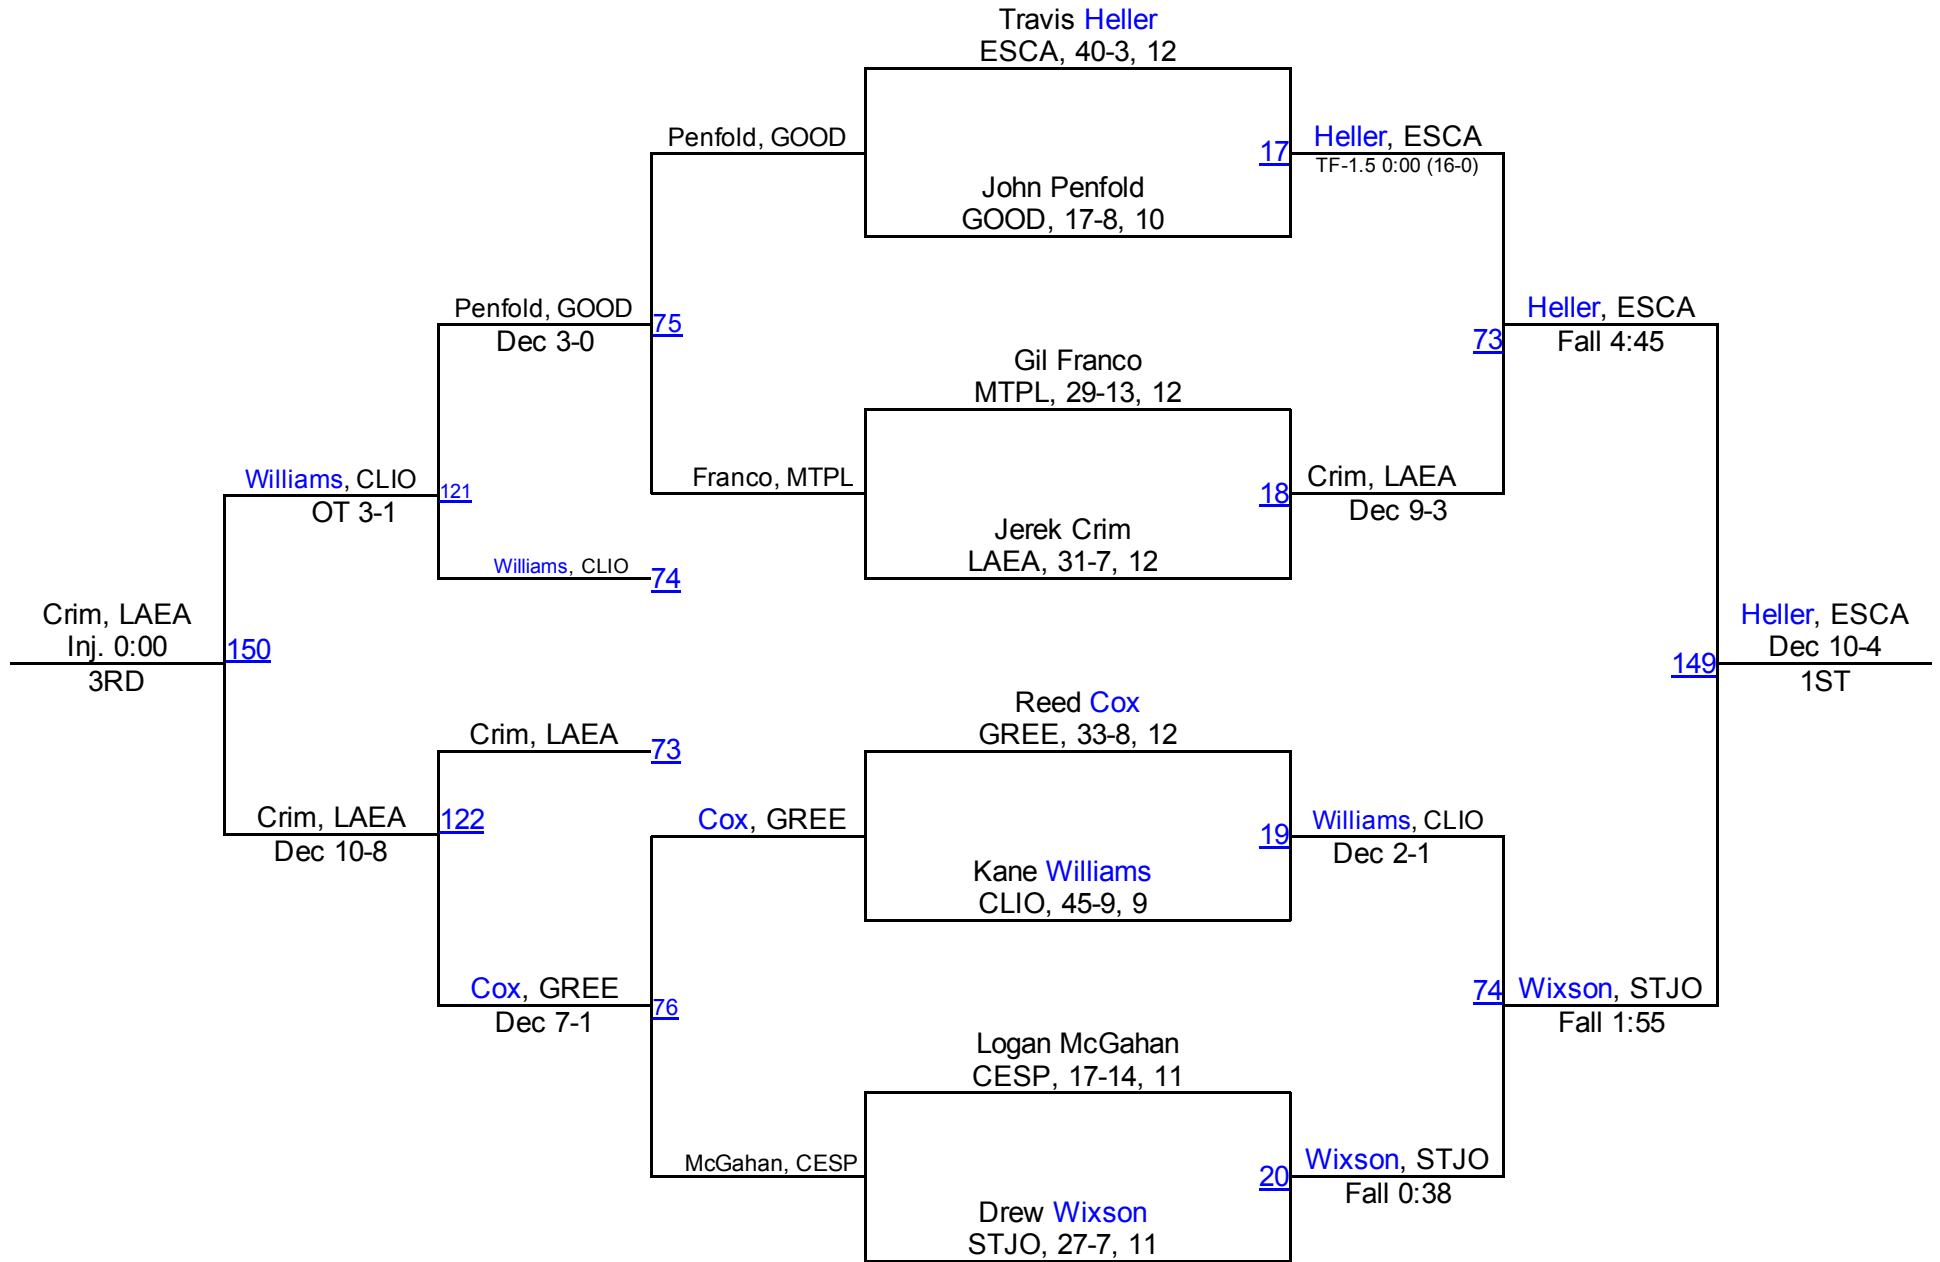 Travis Heller
ESCA, 40-3, 12
Penfold, GOOD
17
Heller, ESCA
TF-1.5 0:00 (16-0)
John Penfold
GOOD, 17-8, 10
Penfold, GOOD
Dec 3-0
75
Heller, ESCA
Fall 4:45
73
Gil Franco
MTPL, 29-13, 12
Williams, CLIO
OT 3-1
121
Franco, MTPL
18
Crim, LAEA
Dec 9-3
Jerek Crim
LAEA, 31-7, 12
Williams, CLIO
74
Crim, LAEA
Inj. 0:00
3RD
150
Heller, ESCA
Dec 10-4
1ST
149
Reed Cox
GREE, 33-8, 12
Crim, LAEA
73
Crim, LAEA
Dec 10-8
122
Cox, GREE
19
Williams, CLIO
Dec 2-1
Kane Williams
CLIO, 45-9, 9
Cox, GREE
Dec 7-1
76
74
Wixson, STJO
Fall 1:55
Logan McGahan
CESP, 17-14, 11
McGahan, CESP
20
Wixson, STJO
Fall 0:38
Drew Wixson
STJO, 27-7, 11